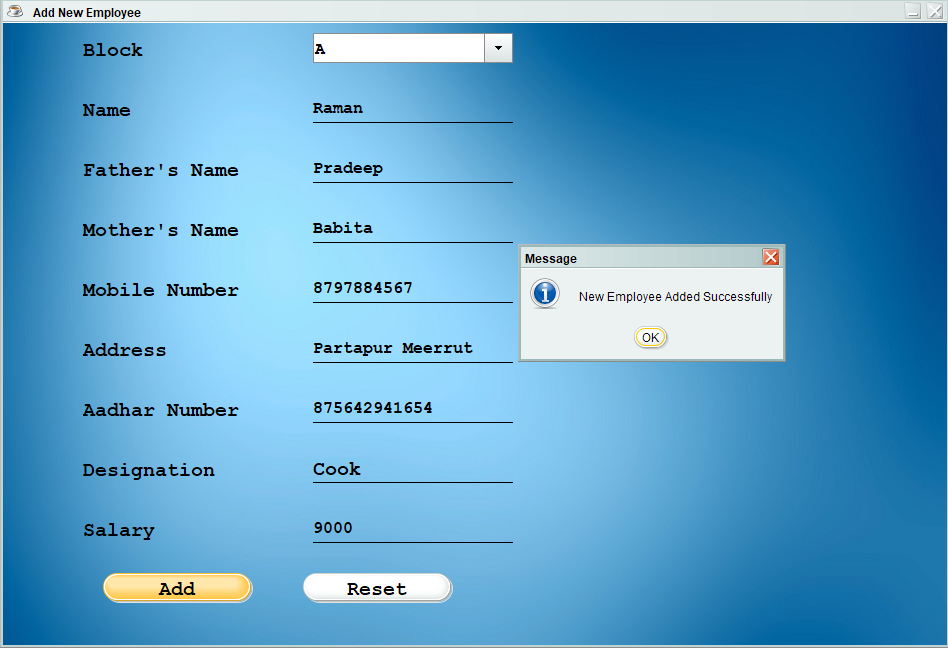 Add New Employee
Block A
Name Raman
Father's Name Pradeep
Mother's Name Babita
Mobile Number 8797884567
Address Partapur Meerrut
Aadhar Number 875642941654
Designation Cook
Salary 9000
Add Reset
Message
New Employee Added Successfully
OK